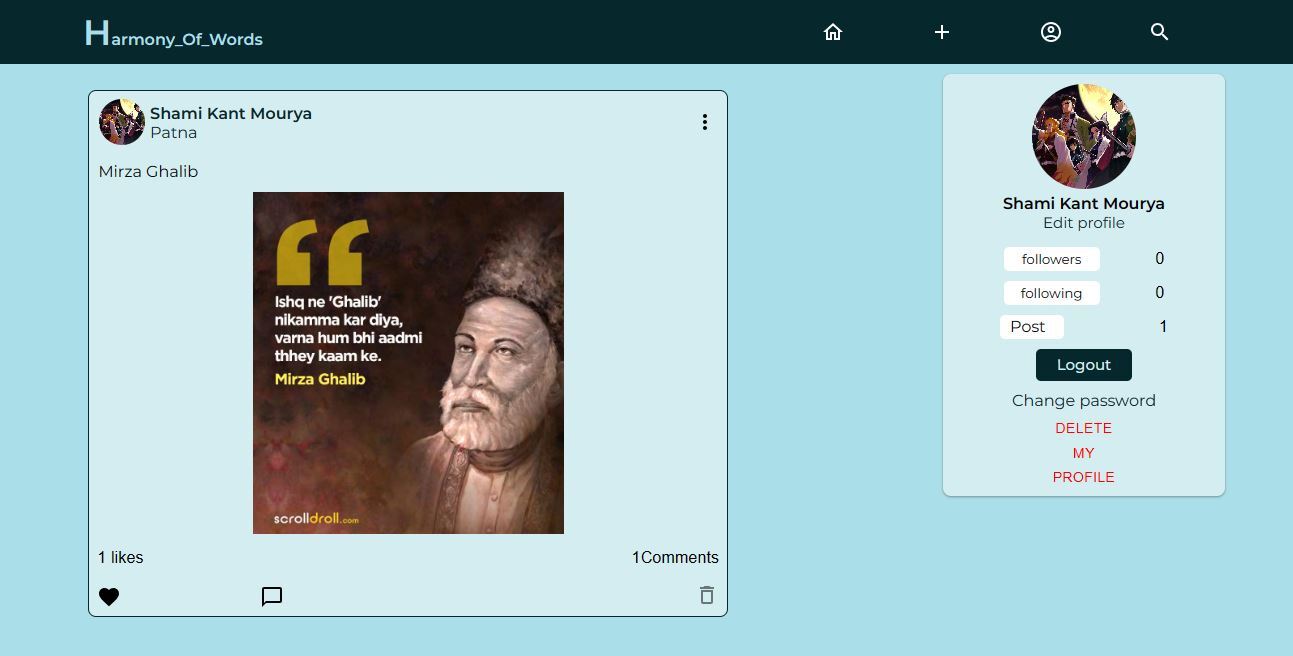 Harmony_Of_Words
Shami Kant Mourya
Patna
Mirza Ghalib
Ishq ne 'Ghalib'
nikamma kar diya,
varna hum bhi aadmi
thhey kaam ke.
Mirza Ghalib
scrolldroll.com
1 likes
1Comments
Shami Kant Mourya
Edit profile
followers 0
following 0
Post 1
Logout
Change password
DELETE
MY
PROFILE